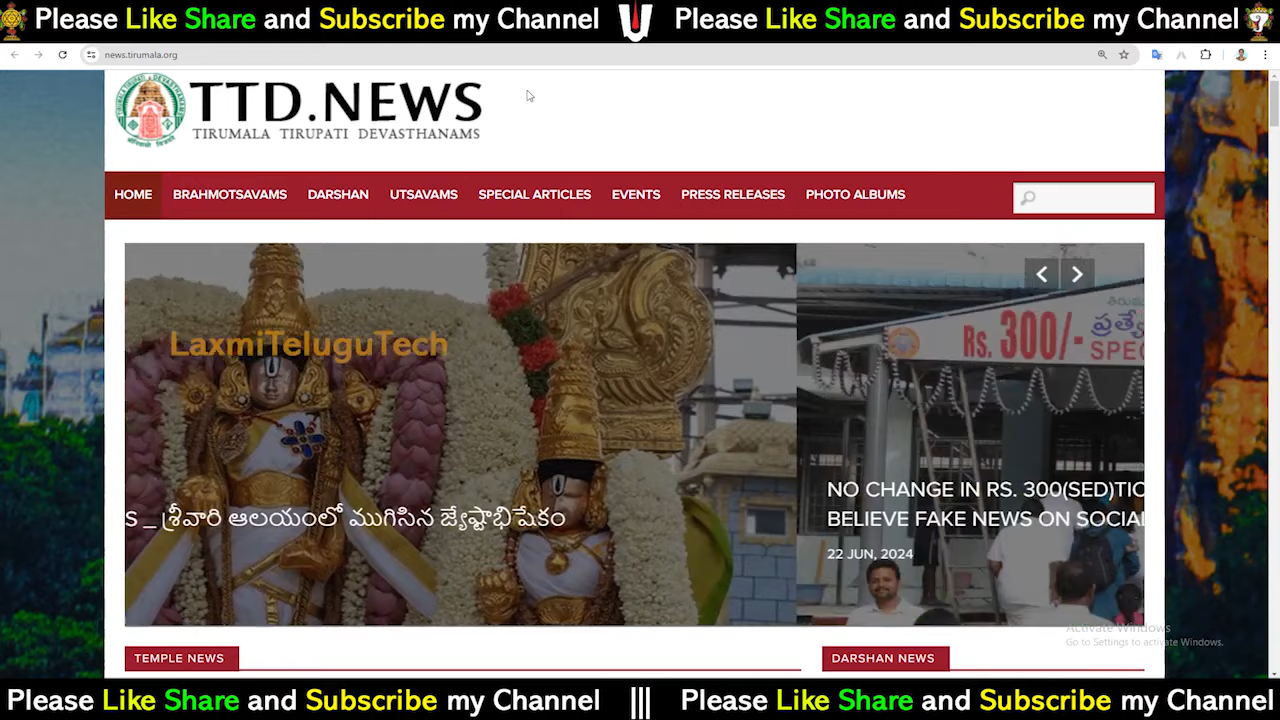 Please Like Share and Subscribe my Channel
Please Like Share and Subscribe my Channel
news.tirumala.org
TTD.NEWS
TIRUMALA TIRUPATI DEVASTHANAMS
HOME BRAHMOTSAVAMS DARSHAN UTSAVAMS SPECIAL ARTICLES EVENTS PRESS RELEASES PHOTO ALBUMS
LaxmiTeluguTech
Rs. 300/-
SPEC
S _ శ్రీవారి ఆలయంలో ముగిసిన జ్యేష్ఠాభిషేకం
NO CHANGE IN RS. 300(SED)TIC
BELIEVE FAKE NEWS ON SOCIAL
22 JUN, 2024
Activate Windows
Go to Settings to activate Windows.
TEMPLE NEWS
DARSHAN NEWS
Please Like Share and Subscribe my Channel
Please Like Share and Subscribe my Channel